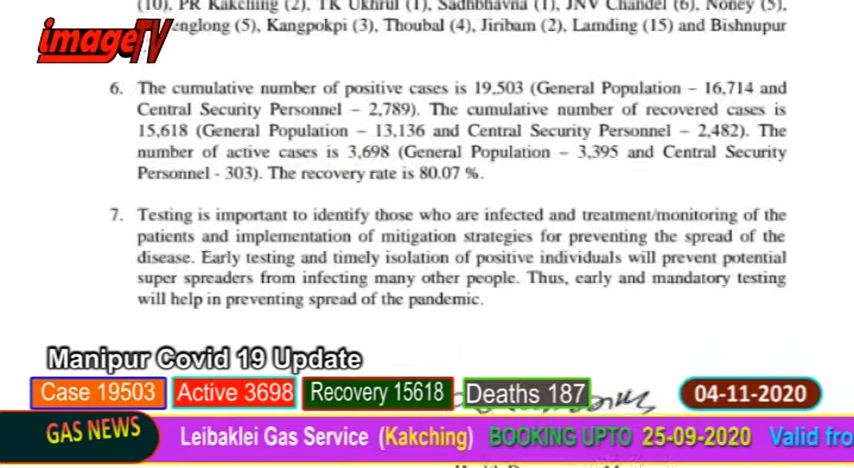 (10), PR Kakching (2), TK Ukhrul (1), Sadhbhavna (1), JNV Chandel (6), Noney (5),
imageTV
englong (5), Kangpokpi (3), Thoubal (4), Jiribam (2), Lamding (15) and Bishnupur
6. The cumulative number of positive cases is 19,503 (General Population – 16,714 and
Central Security Personnel – 2,789). The cumulative number of recovered cases is
15,618 (General Population – 13,136 and Central Security Personnel – 2,482). The
number of active cases is 3,698 (General Population – 3,395 and Central Security
Personnel - 303). The recovery rate is 80.07 %.
7. Testing is important to identify those who are infected and treatment/monitoring of the
patients and implementation of mitigation strategies for preventing the spread of the
disease. Early testing and timely isolation of positive individuals will prevent potential
super spreaders from infecting many other people. Thus, early and mandatory testing
will help in preventing spread of the pandemic.
Manipur Covid 19 Update
Case 19503 Active 3698 Recovery 15618 Deaths 187 04-11-2020
GAS NEWS Leibaklei Gas Service (Kakching) BOOKING UPTO 25-09-2020 Valid fro